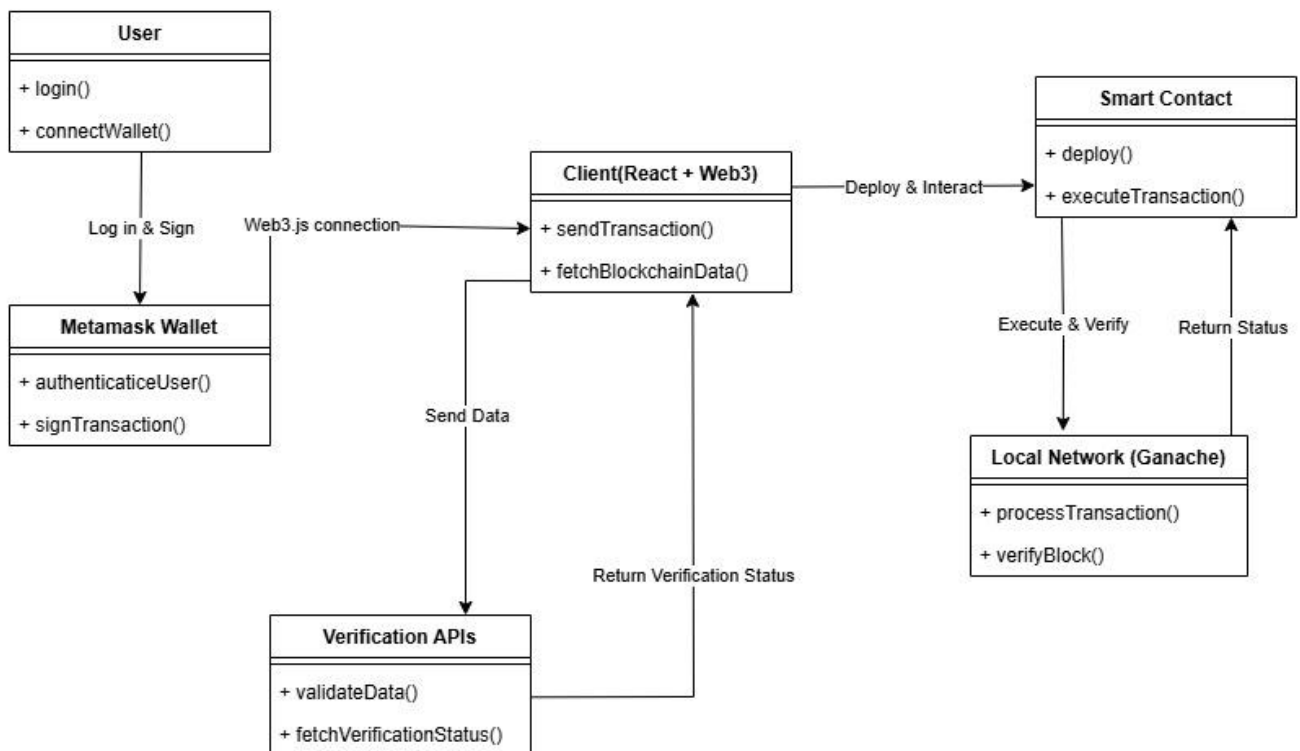 User
+ login()
+ connectWallet()
Log in & Sign
Metamask Wallet
+ authenticaticeUser()
+ signTransaction()
Web3.js connection
Client(React + Web3)
+ sendTransaction()
+ fetchBlockchainData()
Deploy & Interact
Smart Contact
+ deploy()
+ executeTransaction()
Execute & Verify
Return Status
Local Network (Ganache)
+ processTransaction()
+ verifyBlock()
Send Data
Return Verification Status
Verification APIs
+ validateData()
+ fetchVerificationStatus()